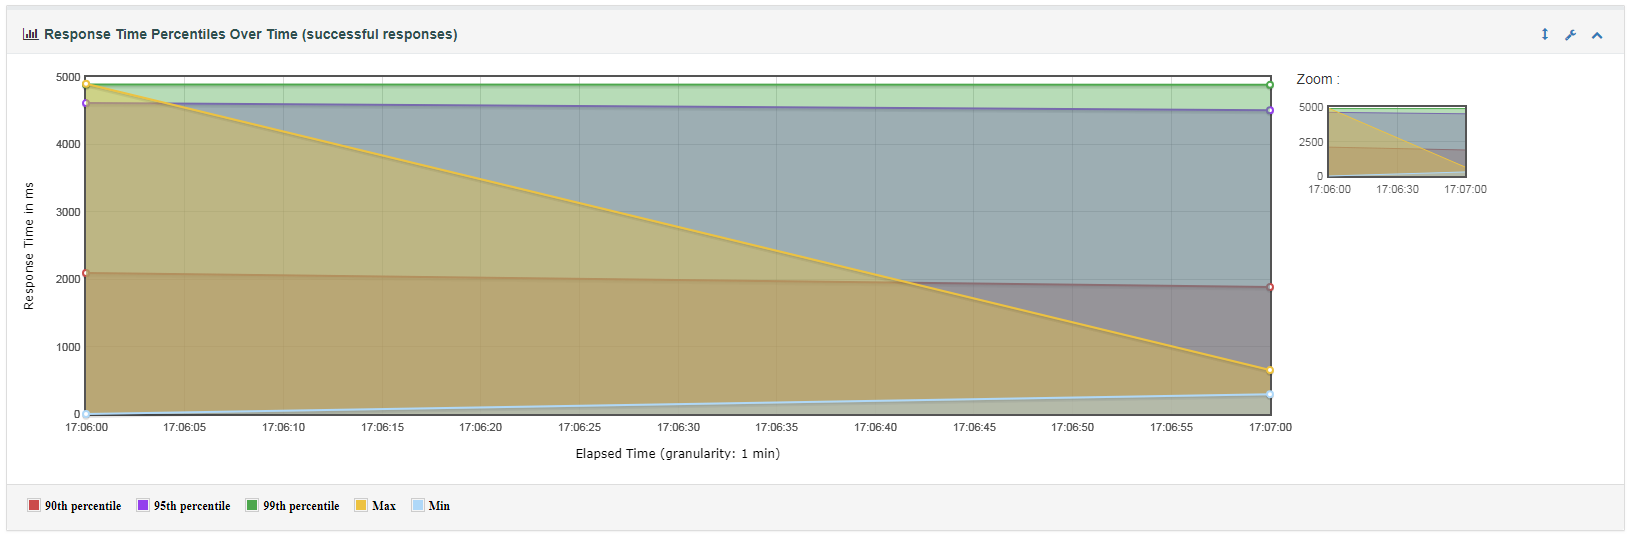 Response Time Percentiles Over Time (successful responses)
Zoom :
5000
4000
3000
2000
1000
0
Response Time in ms
17:06:00 17:06:05 17:06:10 17:06:15 17:06:20 17:06:25 17:06:30 17:06:35 17:06:40 17:06:45 17:06:50 17:06:55 17:07:00
Elapsed Time (granularity: 1 min)
5000
2500
0
17:06:00 17:06:30 17:07:00
90th percentile 95th percentile 99th percentile Max Min